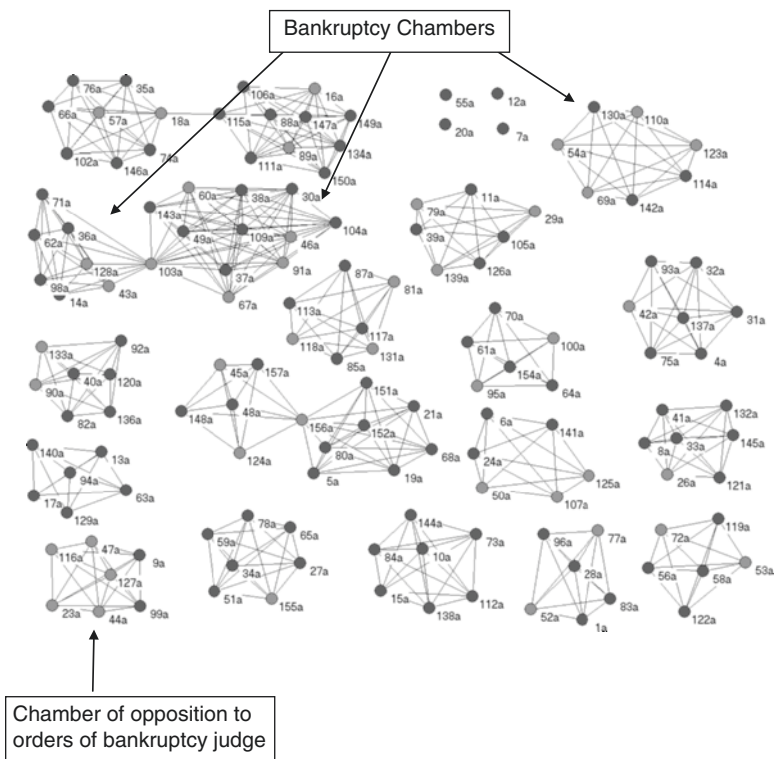 Bankruptcy Chambers
76a 35a 66a 57a 18a 102a 146a 74a
106a 16a 115a 88a 147a 149a 89a 134a 111a 150a
55a 12a 20a 7a
130a 110a 54a 123a 114a 69a 142a
71a 36a 62a 128a 98a 14a 43a 103a
60a 38a 30a 143a 49a 109a 46a 104a 37a 91a 67a
11a 79a 29a 39a 105a 139a 126a
87a 81a 113a 117a 118a 131a 85a
93a 32a 42a 137a 31a 75a 4a
70a 61a 100a 154a 95a 64a
133a 92a 40a 120a 90a 82a 136a
45a 157a 148a 48a 124a 156a
151a 21a 152a 80a 68a 5a 19a
6a 141a 24a 125a 50a 107a
41a 132a 33a 145a 8a 26a 121a
140a 13a 94a 17a 63a 129a
47a 116a 9a 127a 23a 44a 99a
78a 65a 59a 34a 27a 51a 155a
144a 73a 84a 10a 15a 138a 112a
96a 77a 28a 83a 52a 1a
119a 72a 53a 56a 58a 122a
Chamber of opposition to
orders of bankruptcy judge